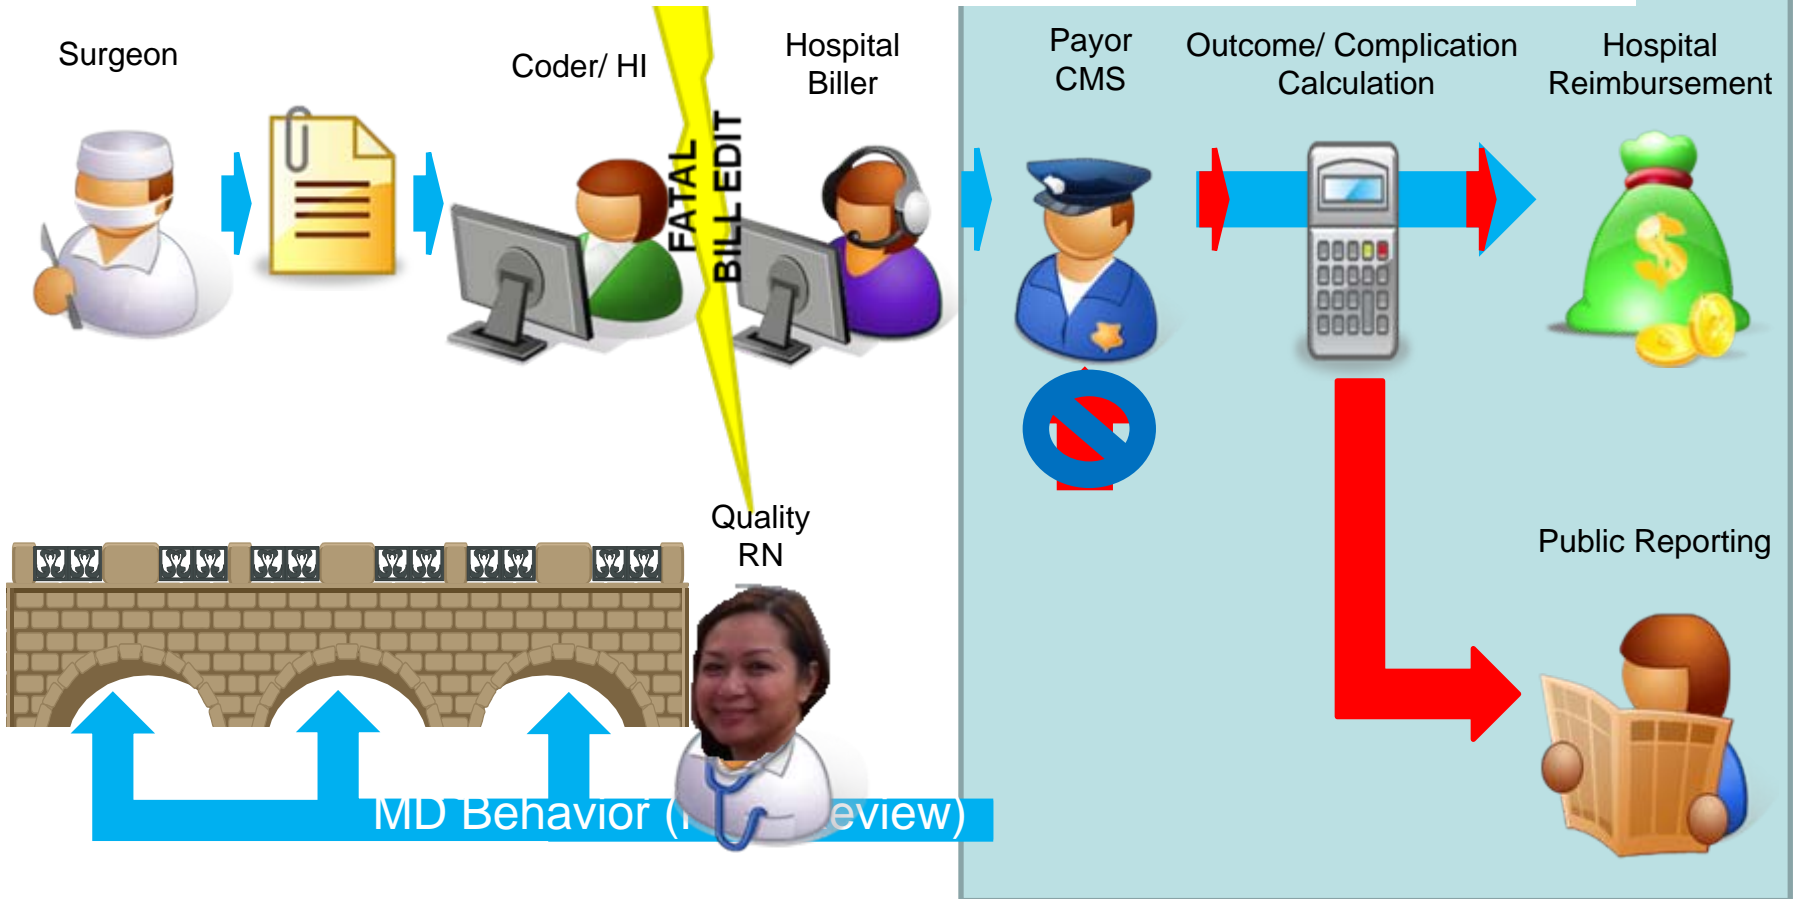 Surgeon
Coder/ HI
Hospital
Biller
Payor
CMS
Outcome/ Complication
Calculation
Hospital
Reimbursement
FATAL
BILL EDIT
Quality
RN
Public Reporting
MD Behavior (